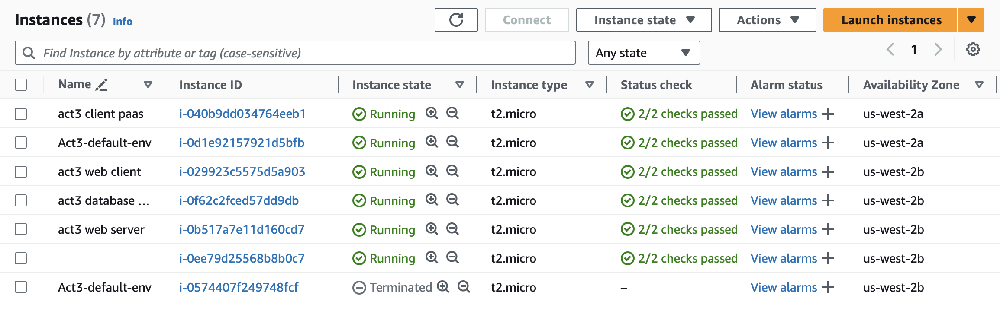 Instances (7) Info Connect Instance state Actions Launch instances
Find Instance by attribute or tag (case-sensitive) Any state 1
Name Instance ID Instance state Instance type Status check Alarm status Availability Zone
act3 client paas i-040b9dd034764eeb1 Running t2.micro 2/2 checks passed View alarms us-west-2a
Act3-default-env i-0d1e92157921d5bfb Running t2.micro 2/2 checks passed View alarms us-west-2a
act3 web client i-029923c5575d5a903 Running t2.micro 2/2 checks passed View alarms us-west-2b
act3 database ... i-0f62c2fced57dd9db Running t2.micro 2/2 checks passed View alarms us-west-2b
act3 web server i-0b517a7e11d160cd7 Running t2.micro 2/2 checks passed View alarms us-west-2b
i-0ee79d25568b8b0c7 Running t2.micro 2/2 checks passed View alarms us-west-2b
Act3-default-env i-0574407f249748fcf Terminated t2.micro – View alarms us-west-2b